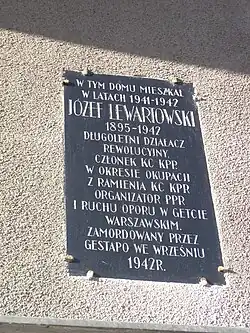 W TYM DOMU MIESZKAŁ
W LATACH 1941-1942
JÓZEF LEWARTOWSKI
1895-1942
DŁUGOLETNI DZIAŁACZ
REWOLUCYJNY
CZŁONEK KC KPP.
W OKRESIE OKUPACJI
Z RAMIENIA KC KPP.
ORGANIZATOR PPR
I RUCHU OPORU W GETCIE
WARSZAWSKIM.
ZAMORDOWANY PRZEZ
GESTAPO WE WRZEŚNIU
1942R.